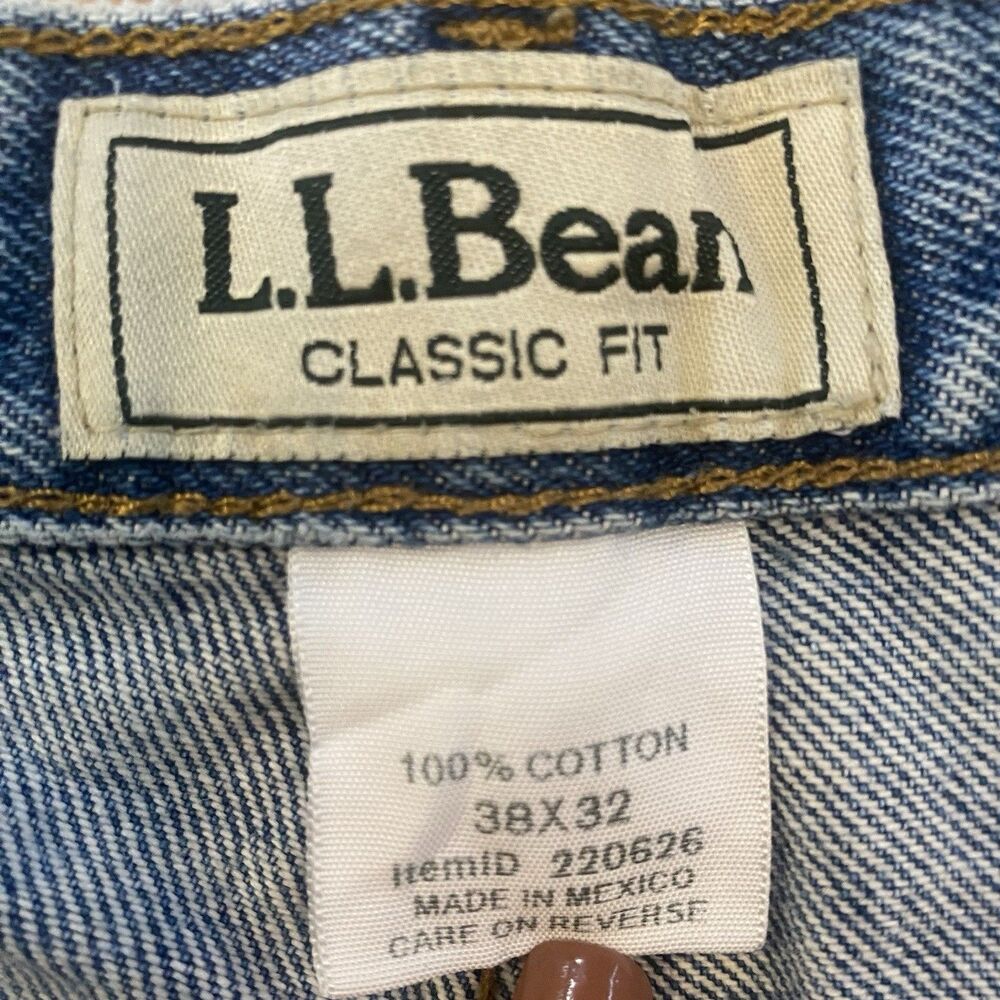 L.L.Bean
CLASSIC FIT
100% COTTON
38X32
ItemID 220626
MADE IN MEXICO
CARE ON REVERSE